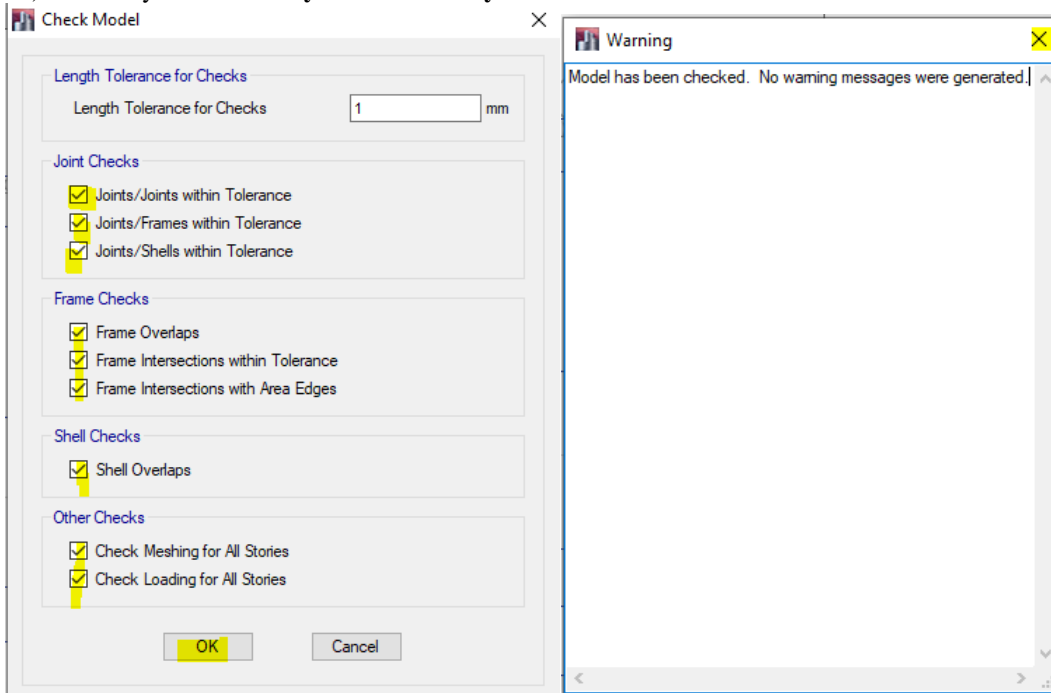 Check Model
Length Tolerance for Checks
Length Tolerance for Checks 1 mm
Joint Checks
Joints/Joints within Tolerance
Joints/Frames within Tolerance
Joints/Shells within Tolerance
Frame Checks
Frame Overlaps
Frame Intersections within Tolerance
Frame Intersections with Area Edges
Shell Checks
Shell Overlaps
Other Checks
Check Meshing for All Stories
Check Loading for All Stories
OK Cancel
Warning
Model has been checked. No warning messages were generated.